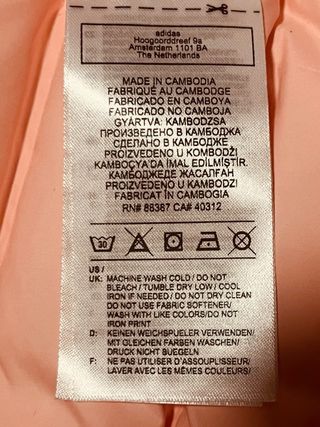 adidas
Hoogoorddreef 9a
Amsterdam 1101 BA
The Netherlands
MADE IN CAMBODIA
FABRIQUÉ AU CAMBODGE
FABRICADO EN CAMBOYA
FABRICADO NO CAMBOJA
GYÁRTVA: KAMBODZSA
ПРОИЗВЕДЕНО В КАМБОДЖА
СДЕЛАНО В КАМБОДЖЕ
PROIZVEDENO U KOMBODŽI
KAMBOÇYA'DA İMAL EDİLMİŞTİR.
КАМБОДЖЕДЕ ЖАСАЛҒАН
PROIZVEDENO U KAMBODŽI
FABRICAT ÎN CAMBOGIA
RN# 88387 CA# 40312
30
US /
UK: MACHINE WASH COLD / DO NOT
BLEACH / TUMBLE DRY LOW / COOL
IRON IF NEEDED / DO NOT DRY CLEAN
DO NOT USE FABRIC SOFTENER/
WASH WITH LIKE COLORS/DO NOT
IRON PRINT
D: KEINEN WEICHSPUELER VERWENDEN/
MIT GLEICHEN FARBEN WASCHEN/
DRUCK NICHT BUEGELN
F: NE PAS UTILISER D'ASSOUPLISSEUR/
LAVER AVEC LES MÊMES COULEURS/